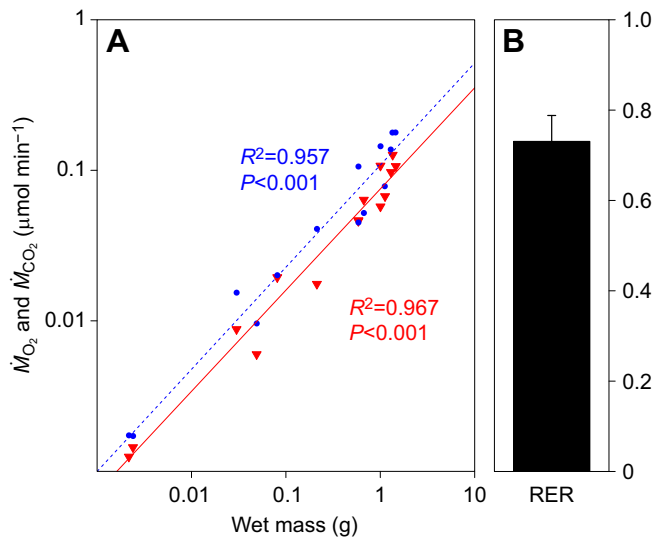 A
B
1
0.1
0.01
Ṁ_O₂ and Ṁ_CO₂ (μmol min⁻¹)
R²=0.957
P<0.001
R²=0.967
P<0.001
0.01
0.1
1
10
Wet mass (g)
1.0
0.8
0.6
0.4
0.2
0
RER